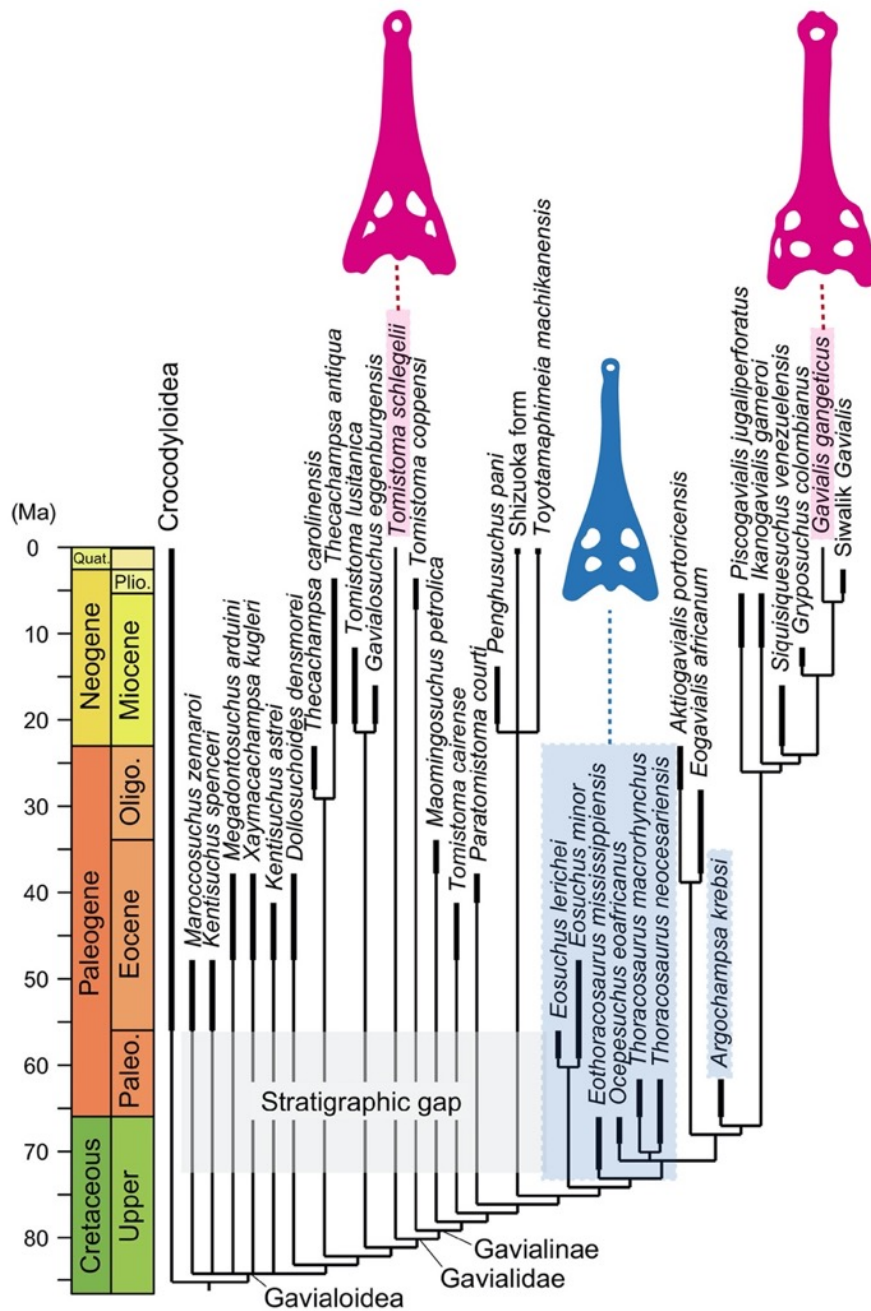 (Ma)
0
10
20
30
40
50
60
70
80
Quat.
Plio.
Neogene
Miocene
Oligo.
Paleogene
Eocene
Paleo.
Cretaceous
Upper
Crocodyloidea
Maroccosuchus zennaroi
Kentisuchus spenceri
Megadontosuchus arduini
Xaymacachampsa kugleri
Kentisuchus astrei
Dollosuchoides densmorei
Thecachampsa carolinensis
Thecachampsa antiqua
Tomistoma lusitanica
Gavialosuchus eggenburgensis
Tomistoma schlegelii
Tomistoma coppensi
Maomingosuchus petrolica
Tomistoma cairense
Paratomistoma courti
Penghusuchus pani
Shizuoka form
Toyotamaphimeia machikanensis
Eosuchus lerichei
Eosuchus minor
Eothoracosaurus mississippiensis
Ocepesuchus eoafricanus
Thoracosaurus macrorhynchus
Thoracosaurus neocesariensis
Aktiogavialis portoricensis
Eogavialis africanum
Argochampsa krebsi
Piscogavialis jugaliperforatus
Ikanogavialis gameroi
Siquisiquesuchus venezuelensis
Gryposuchus colombianus
Gavialis gangeticus
Siwalik Gavialis
Stratigraphic gap
Gavialinae
Gavialidae
Gavialoidea